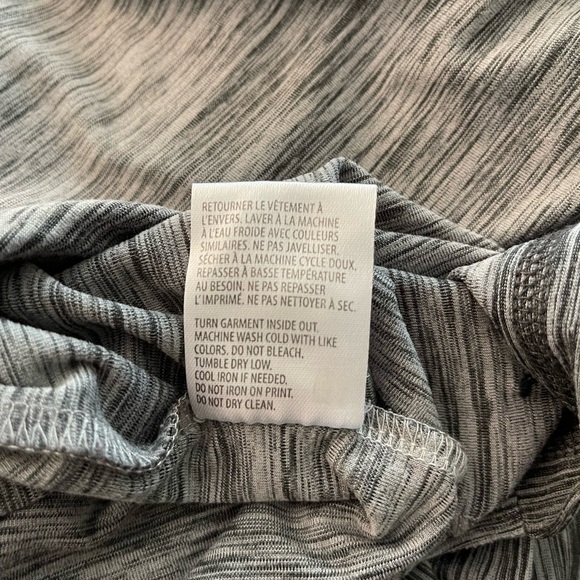 RETOURNER LE VÊTEMENT À
L'ENVERS. LAVER À LA MACHINE
À L'EAU FROIDE AVEC COULEURS
SIMILAIRES. NE PAS JAVELLISER.
SÉCHER À LA MACHINE CYCLE DOUX.
REPASSER À BASSE TEMPÉRATURE
AU BESOIN. NE PAS REPASSER
L'IMPRIMÉ. NE PAS NETTOYER À SEC.
TURN GARMENT INSIDE OUT.
MACHINE WASH COLD WITH LIKE
COLORS. DO NOT BLEACH.
TUMBLE DRY LOW.
COOL IRON IF NEEDED.
DO NOT IRON ON PRINT.
DO NOT DRY CLEAN.